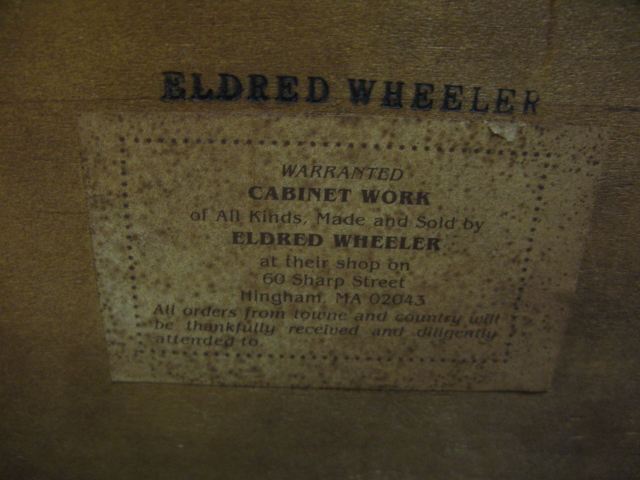 ELDRED WHEELER
WARRANTED
CABINET WORK
of All Kinds, Made and Sold by
ELDRED WHEELER
at their shop on
60 Sharp Street
Hingham, MA 02043
All orders from towne and country will
be thankfully received and diligently
attended to.